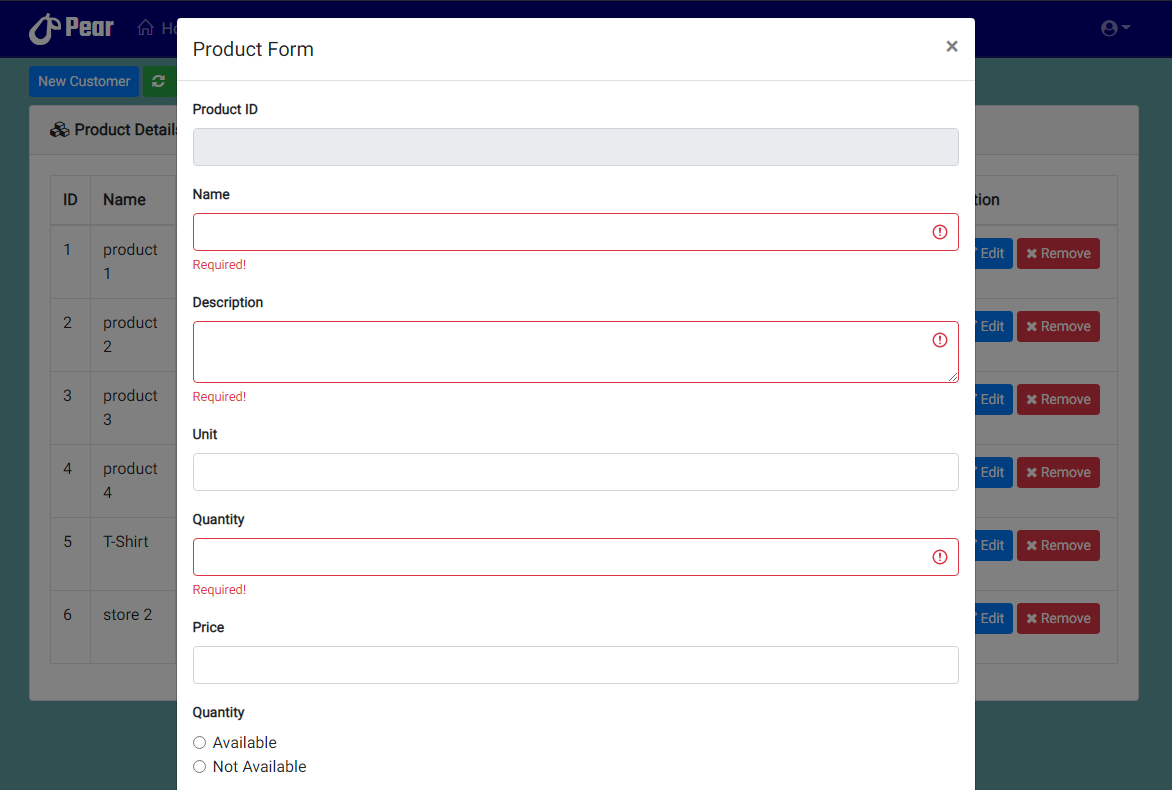 Pear
New Customer
Product Form
×
Product Details
Product ID
ID
Name
1
product
1
2
product
2
3
product
3
4
product
4
5
T-Shirt
6
store 2
Name
Required!
Description
Required!
Unit
Quantity
Required!
Price
Quantity
Available
Not Available
Edit
Remove
Edit
Remove
Edit
Remove
Edit
Remove
Edit
Remove
Edit
Remove